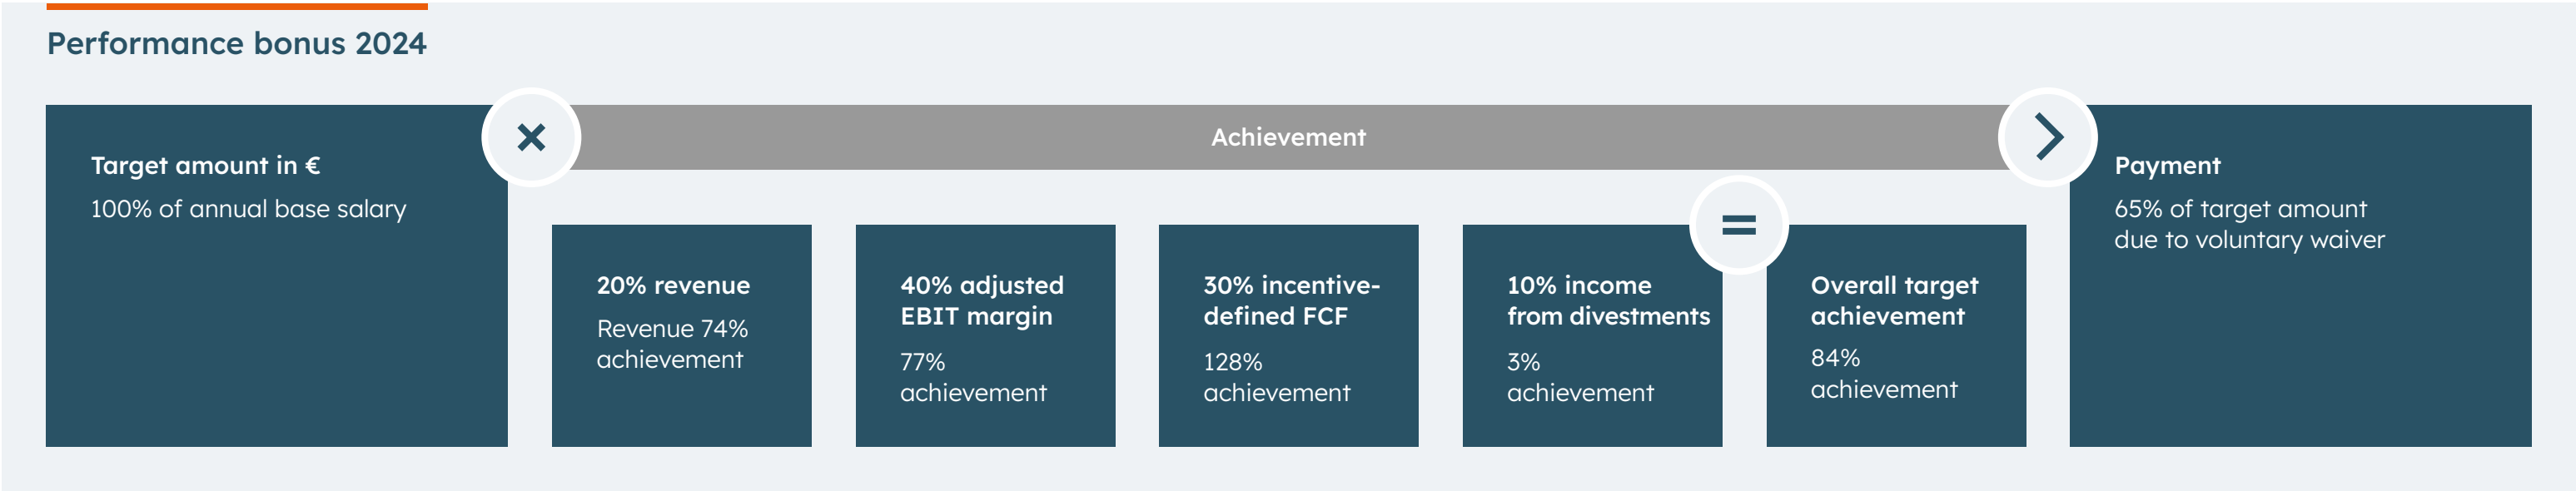 Performance bonus 2024
Target amount in €
100% of annual base salary
×
Achievement
20% revenue
Revenue 74%
achievement
40% adjusted
EBIT margin
77%
achievement
30% incentive-
defined FCF
128%
achievement
10% income
from divestments
3%
achievement
=
Overall target
achievement
84%
achievement
Payment
65% of target amount
due to voluntary waiver